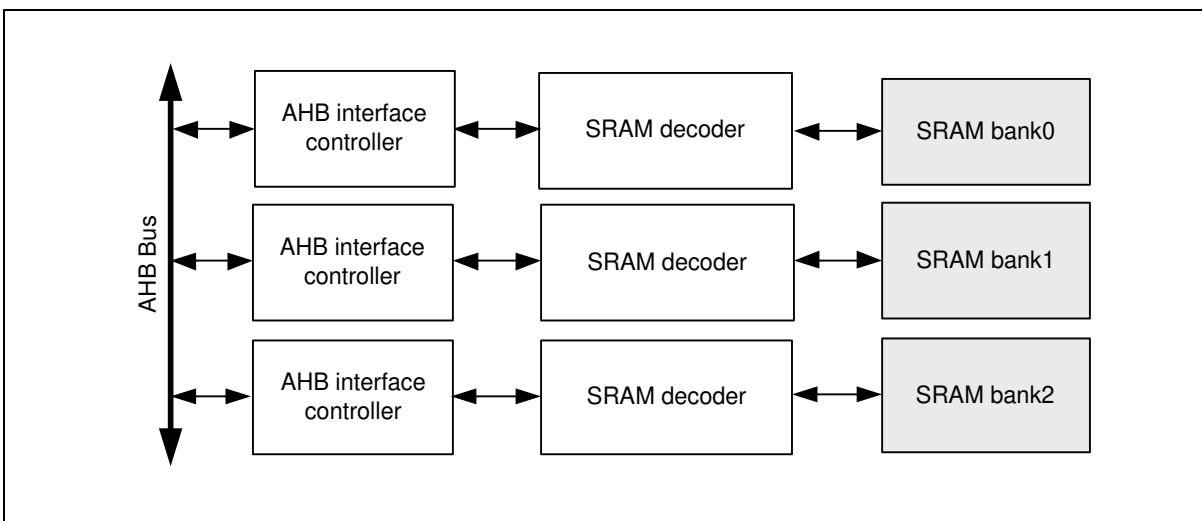 AHB Bus
AHB interface
controller
SRAM decoder
SRAM bank0
AHB interface
controller
SRAM decoder
SRAM bank1
AHB interface
controller
SRAM decoder
SRAM bank2